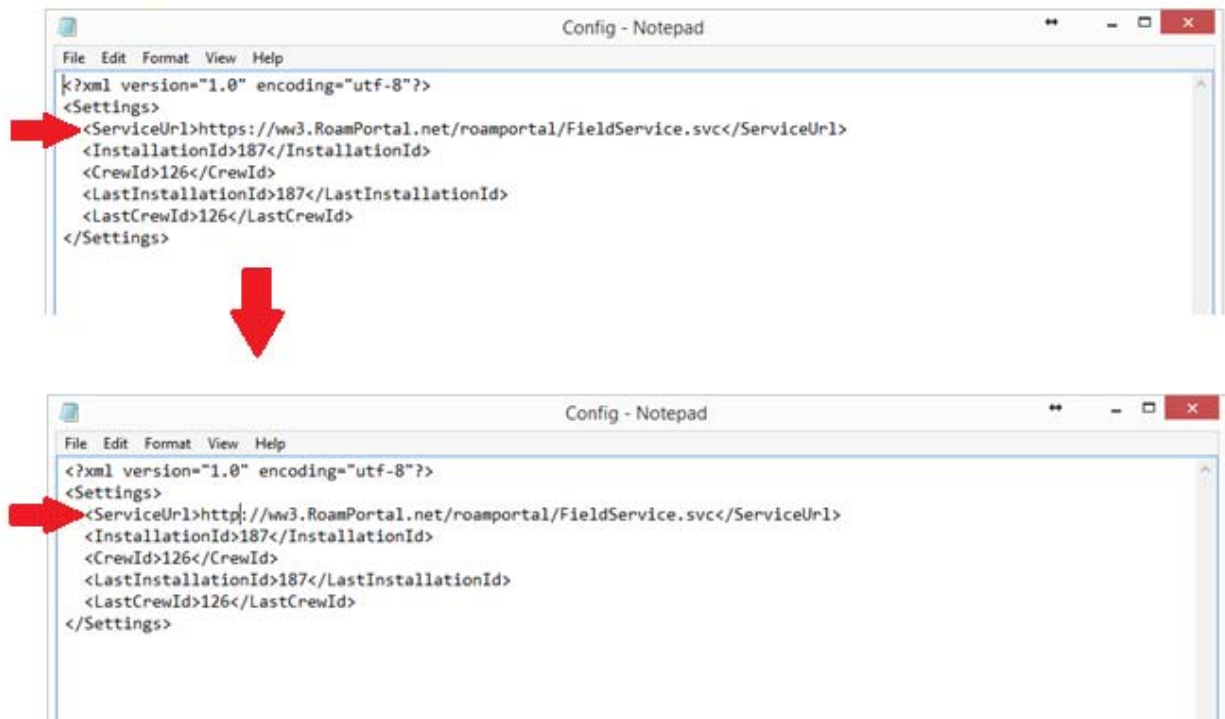 Config - Notepad
File Edit Format View Help
<?xml version="1.0" encoding="utf-8"?>
<Settings>
<ServiceUrl>https://ww3.RoamPortal.net/roamportal/FieldService.svc</ServiceUrl>
<InstallationId>187</InstallationId>
<CrewId>126</CrewId>
<LastInstallationId>187</LastInstallationId>
<LastCrewId>126</LastCrewId>
</Settings>
Config - Notepad
File Edit Format View Help
<?xml version="1.0" encoding="utf-8"?>
<Settings>
<ServiceUrl>http://ww3.RoamPortal.net/roamportal/FieldService.svc</ServiceUrl>
<InstallationId>187</InstallationId>
<CrewId>126</CrewId>
<LastInstallationId>187</LastInstallationId>
<LastCrewId>126</LastCrewId>
</Settings>